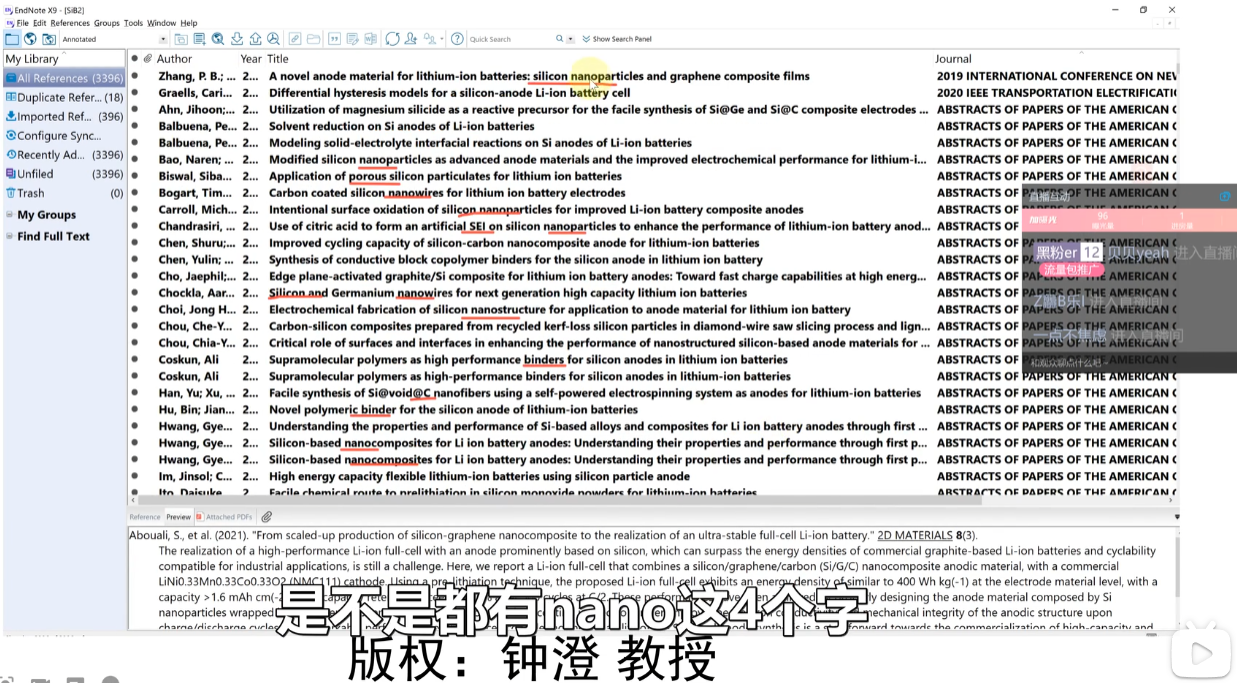 EndNote X9 - [SiB2]
File Edit References Groups Tools Window Help
Annotated Quick Search Show Search Panel
My Library
All References (3396)
Duplicate Refer... (18)
Imported Ref... (396)
Configure Sync...
Recently Ad... (3396)
Unfiled (3396)
Trash (0)
My Groups
Find Full Text
Author Year Title Journal
Zhang, P. B.; ... 2... A novel anode material for lithium-ion batteries: silicon nanoparticles and graphene composite films 2019 INTERNATIONAL CONFERENCE ON NEW
Graells, Cari... 2... Differential hysteresis models for a silicon-anode Li-ion battery cell 2020 IEEE TRANSPORTATION ELECTRIFICATI
Ahn, Jihoon;... 2... Utilization of magnesium silicide as a reactive precursor for the facile synthesis of Si@Ge and Si@C composite electrodes ... ABSTRACTS OF PAPERS OF THE AMERICAN C
Balbuena, Pe... 2... Solvent reduction on Si anodes of Li-ion batteries ABSTRACTS OF PAPERS OF THE AMERICAN C
Balbuena, Pe... 2... Modeling solid-electrolyte interfacial reactions on Si anodes of Li-ion batteries ABSTRACTS OF PAPERS OF THE AMERICAN C
Bao, Naren; ... 2... Modified silicon nanoparticles as advanced anode materials and the improved electrochemical performance for lithium-i... ABSTRACTS OF PAPERS OF THE AMERICAN C
Biswal, Siba... 2... Application of porous silicon particulates for lithium ion batteries ABSTRACTS OF PAPERS OF THE AMERICAN C
Bogart, Tim... 2... Carbon coated silicon nanowires for lithium ion battery electrodes ABSTRACTS OF
Carroll, Mich... 2... Intentional surface oxidation of silicon nanoparticles for improved Li-ion battery composite anodes ABSTRACTS OF
Chandrasiri, ... 2... Use of citric acid to form an artificial SEI on silicon nanoparticles to enhance the performance of lithium-ion battery anod... ABSTRACTS OF
Chen, Shuru;... 2... Improved cycling capacity of silicon-carbon nanocomposite anode for lithium-ion batteries ABSTRACTS OF
Chen, Yulin; ... 2... Synthesis of conductive block copolymer binders for the silicon anode in lithium ion battery ABSTRACTS OF
Cho, Jaephil;... 2... Edge plane-activated graphite/Si composite for lithium ion battery anodes: Toward fast charge capabilities at high energ... ABSTRACTS OF
Chockla, Aar... 2... Silicon and Germanium nanowires for next generation high capacity lithium ion batteries ABSTRACTS OF
Choi, Jong H... 2... Electrochemical fabrication of silicon nanostructure for application to anode material for lithium ion battery ABSTRACTS OF
Chou, Che-Y... 2... Carbon-silicon composites prepared from recycled kerf-loss silicon particles in diamond-wire saw slicing process and lign... ABSTRACTS OF
Chou, Chia-Y... 2... Critical role of surfaces and interfaces in enhancing the performance of nanostructured silicon-based anode materials for ... ABSTRACTS OF
Coskun, Ali 2... Supramolecular polymers as high performance binders for silicon anodes in lithium ion batteries ABSTRACTS OF
Coskun, Ali 2... Supramolecular polymers as high-performance binders for silicon anodes in lithium-ion batteries ABSTRACTS OF PAPERS OF THE AMERICAN C
Han, Yu; Xu, ... 2... Facile synthesis of Si@void@C nanofibers using a self-powered electrospinning system as anodes for lithium-ion batteries ABSTRACTS OF PAPERS OF THE AMERICAN C
Hu, Bin; Jian... 2... Novel polymeric binder for the silicon anode of lithium-ion batteries ABSTRACTS OF PAPERS OF THE AMERICAN C
Hwang, Gye... 2... Understanding the properties and performance of Si-based alloys and composites for Li ion battery anodes through first ... ABSTRACTS OF PAPERS OF THE AMERICAN C
Hwang, Gye... 2... Silicon-based nanocomposites for Li ion battery anodes: Understanding their properties and performance through first p... ABSTRACTS OF PAPERS OF THE AMERICAN C
Hwang, Gye... 2... Silicon-based nanocomposites for Li ion battery anodes: Understanding their properties and performance through first p... ABSTRACTS OF PAPERS OF THE AMERICAN C
Im, Jinsol; C... 2... High energy capacity flexible lithium-ion batteries using silicon particle anode ABSTRACTS OF PAPERS OF THE AMERICAN C
Ito, Daisuke 2... Facile chemical route to prelithiation in silicon monoxide powders for lithium-ion batteries ABSTRACTS OF PAPERS OF THE AMERICAN C
直播互动
96 1
曝光量 进房量
黑粉er 12 贝贝yeah 进入直播间
流量包推广
进入直播间
一点不焦虑 进入直播间
和观众聊点什么吧~
Reference Preview Attached PDFs
Abouali, S., et al. (2021). "From scaled-up production of silicon-graphene nanocomposite to the realization of an ultra-stable full-cell Li-ion battery." 2D MATERIALS 8(3).
The realization of a high-performance Li-ion full-cell with an anode prominently based on silicon, which can surpass the energy densities of commercial graphite-based Li-ion batteries and cyclability
compatible for industrial applications, is still a challenge. Here, we report a Li-ion full-cell that combines a silicon/graphene/carbon (Si/G/C) nanocomposite anodic material, with a commercial
LiNi0.33Mn0.33Co0.33O2 (NMC111) cathode. Using a pre-lithiation technique, the proposed Li-ion full-cell exhibits an energy density of similar to 400 Wh kg(-1) at the electrode material level, with a
capacity >1.6 mAh cm(-2) designing the anode material composed by Si
nanoparticles wrapped mechanical integrity of the anodic structure upon
charge/discharge forward towards the commercialization of high-capacity and
是不是都有nano这4个字
版权：钟澄 教授